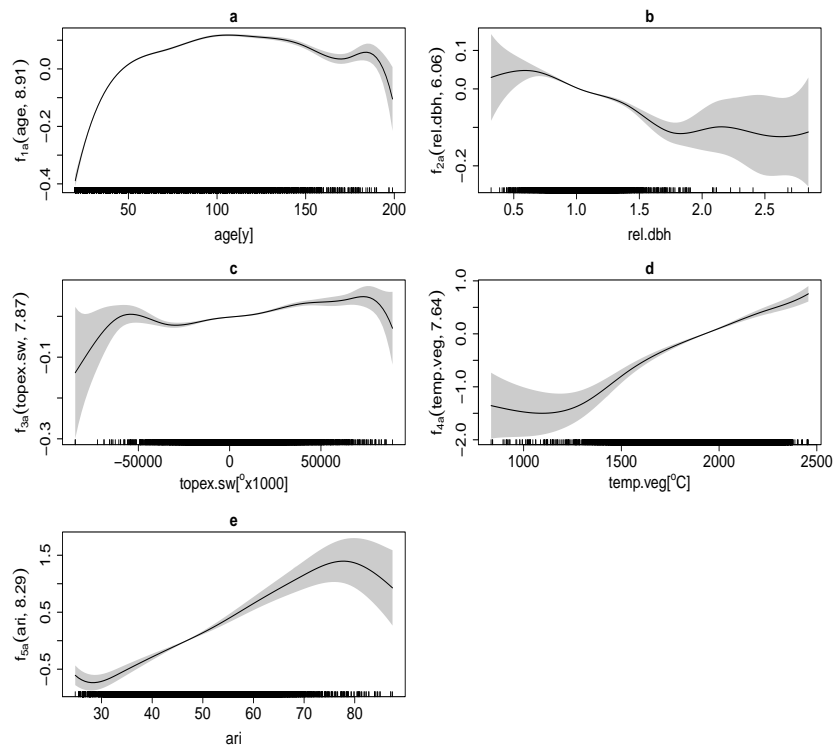 a
f1a(age, 8.91)
0.0
−0.2
−0.4
50 100 150 200
age[y]
b
f2a(rel.dbh, 6.06)
0.1
0.0
−0.2
0.5 1.0 1.5 2.0 2.5
rel.dbh
c
f3a(topex.sw, 7.87)
−0.1
−0.3
−50000 0 50000
topex.sw[°x1000]
d
f4a(temp.veg, 7.64)
1.0
0.0
−1.0
−2.0
1000 1500 2000 2500
temp.veg[°C]
e
f5a(ari, 8.29)
1.5
0.5
−0.5
30 40 50 60 70 80
ari